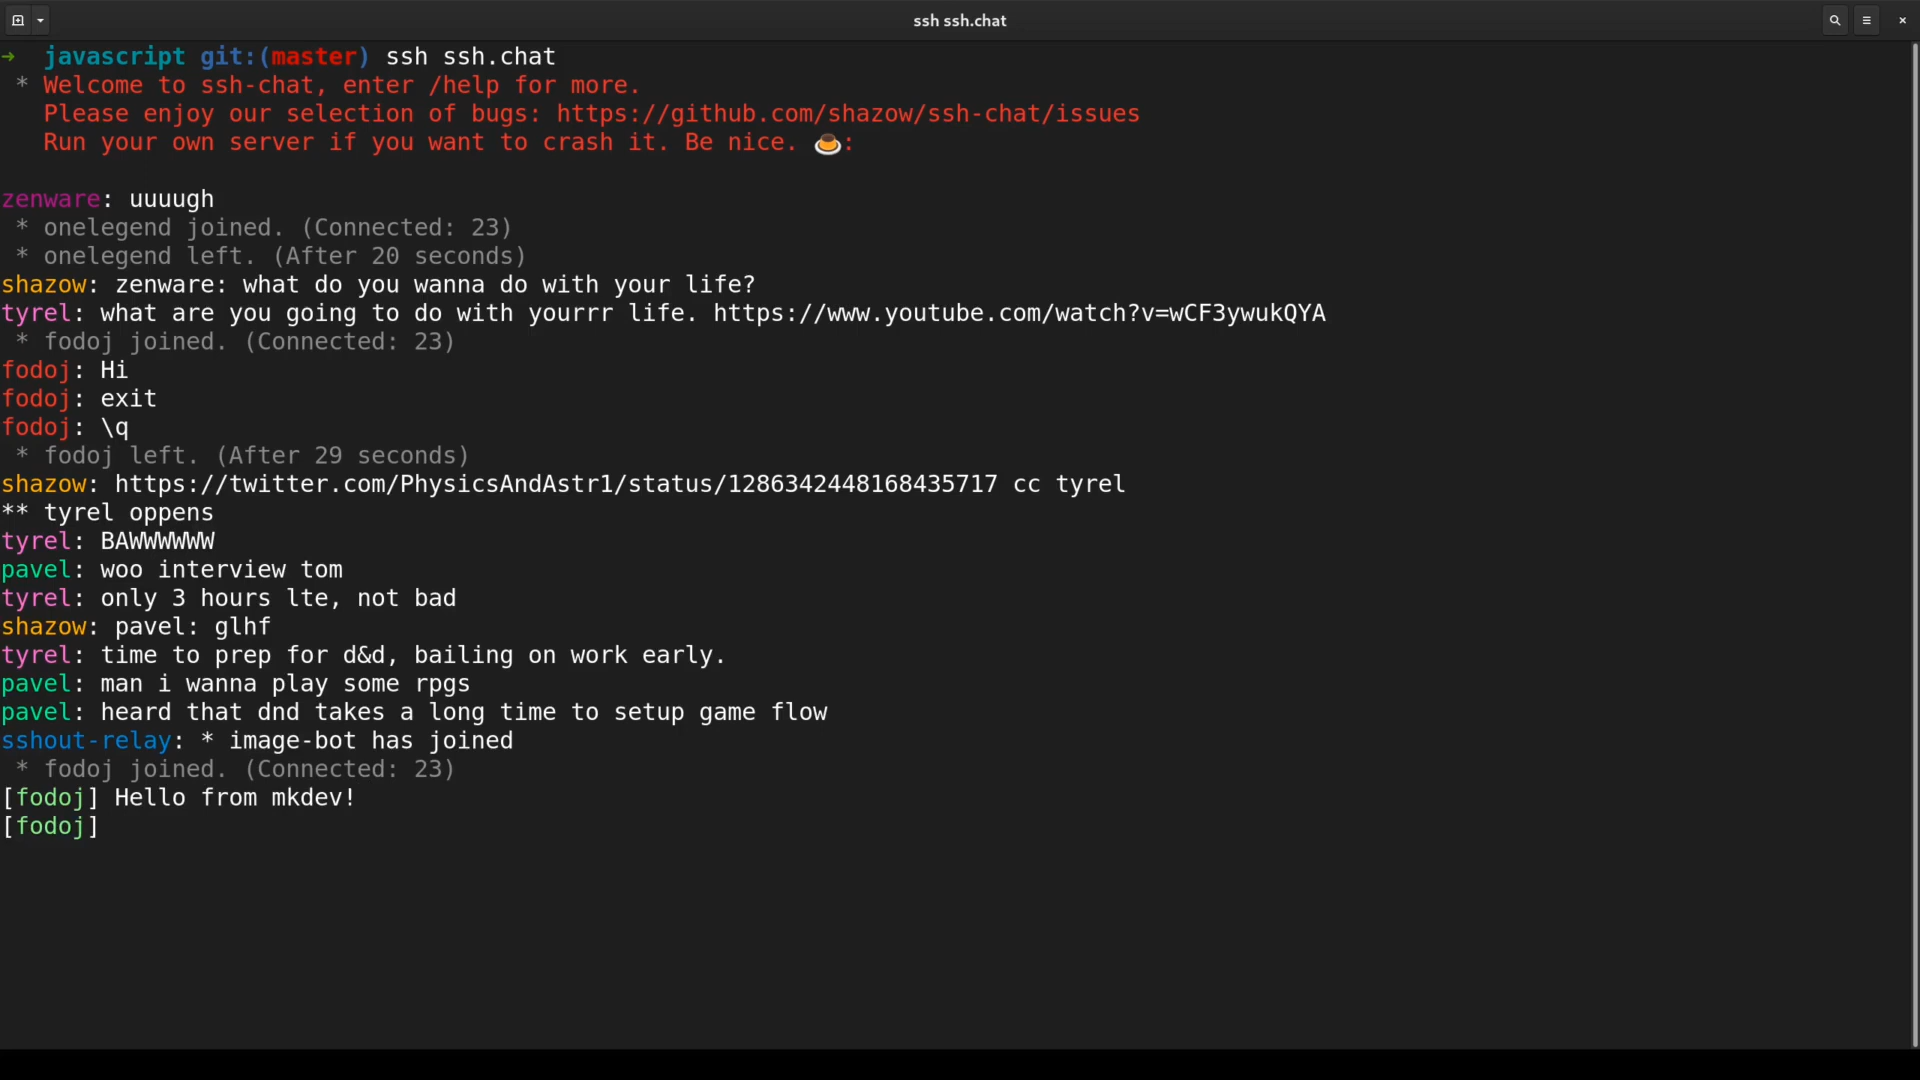 ssh ssh.chat
→ javascript git:(master) ssh ssh.chat
* Welcome to ssh-chat, enter /help for more.
Please enjoy our selection of bugs: https://github.com/shazow/ssh-chat/issues
Run your own server if you want to crash it. Be nice. 🍮:
zenware: uuuugh
* onelegend joined. (Connected: 23)
* onelegend left. (After 20 seconds)
shazow: zenware: what do you wanna do with your life?
tyrel: what are you going to do with yourrr life. https://www.youtube.com/watch?v=wCF3ywukQYA
* fodoj joined. (Connected: 23)
fodoj: Hi
fodoj: exit
fodoj: \q
* fodoj left. (After 29 seconds)
shazow: https://twitter.com/PhysicsAndAstr1/status/1286342448168435717 cc tyrel
** tyrel oppens
tyrel: BAWWWWWW
pavel: woo interview tom
tyrel: only 3 hours lte, not bad
shazow: pavel: glhf
tyrel: time to prep for d&d, bailing on work early.
pavel: man i wanna play some rpgs
pavel: heard that dnd takes a long time to setup game flow
sshout-relay: * image-bot has joined
* fodoj joined. (Connected: 23)
[fodoj] Hello from mkdev!
[fodoj]